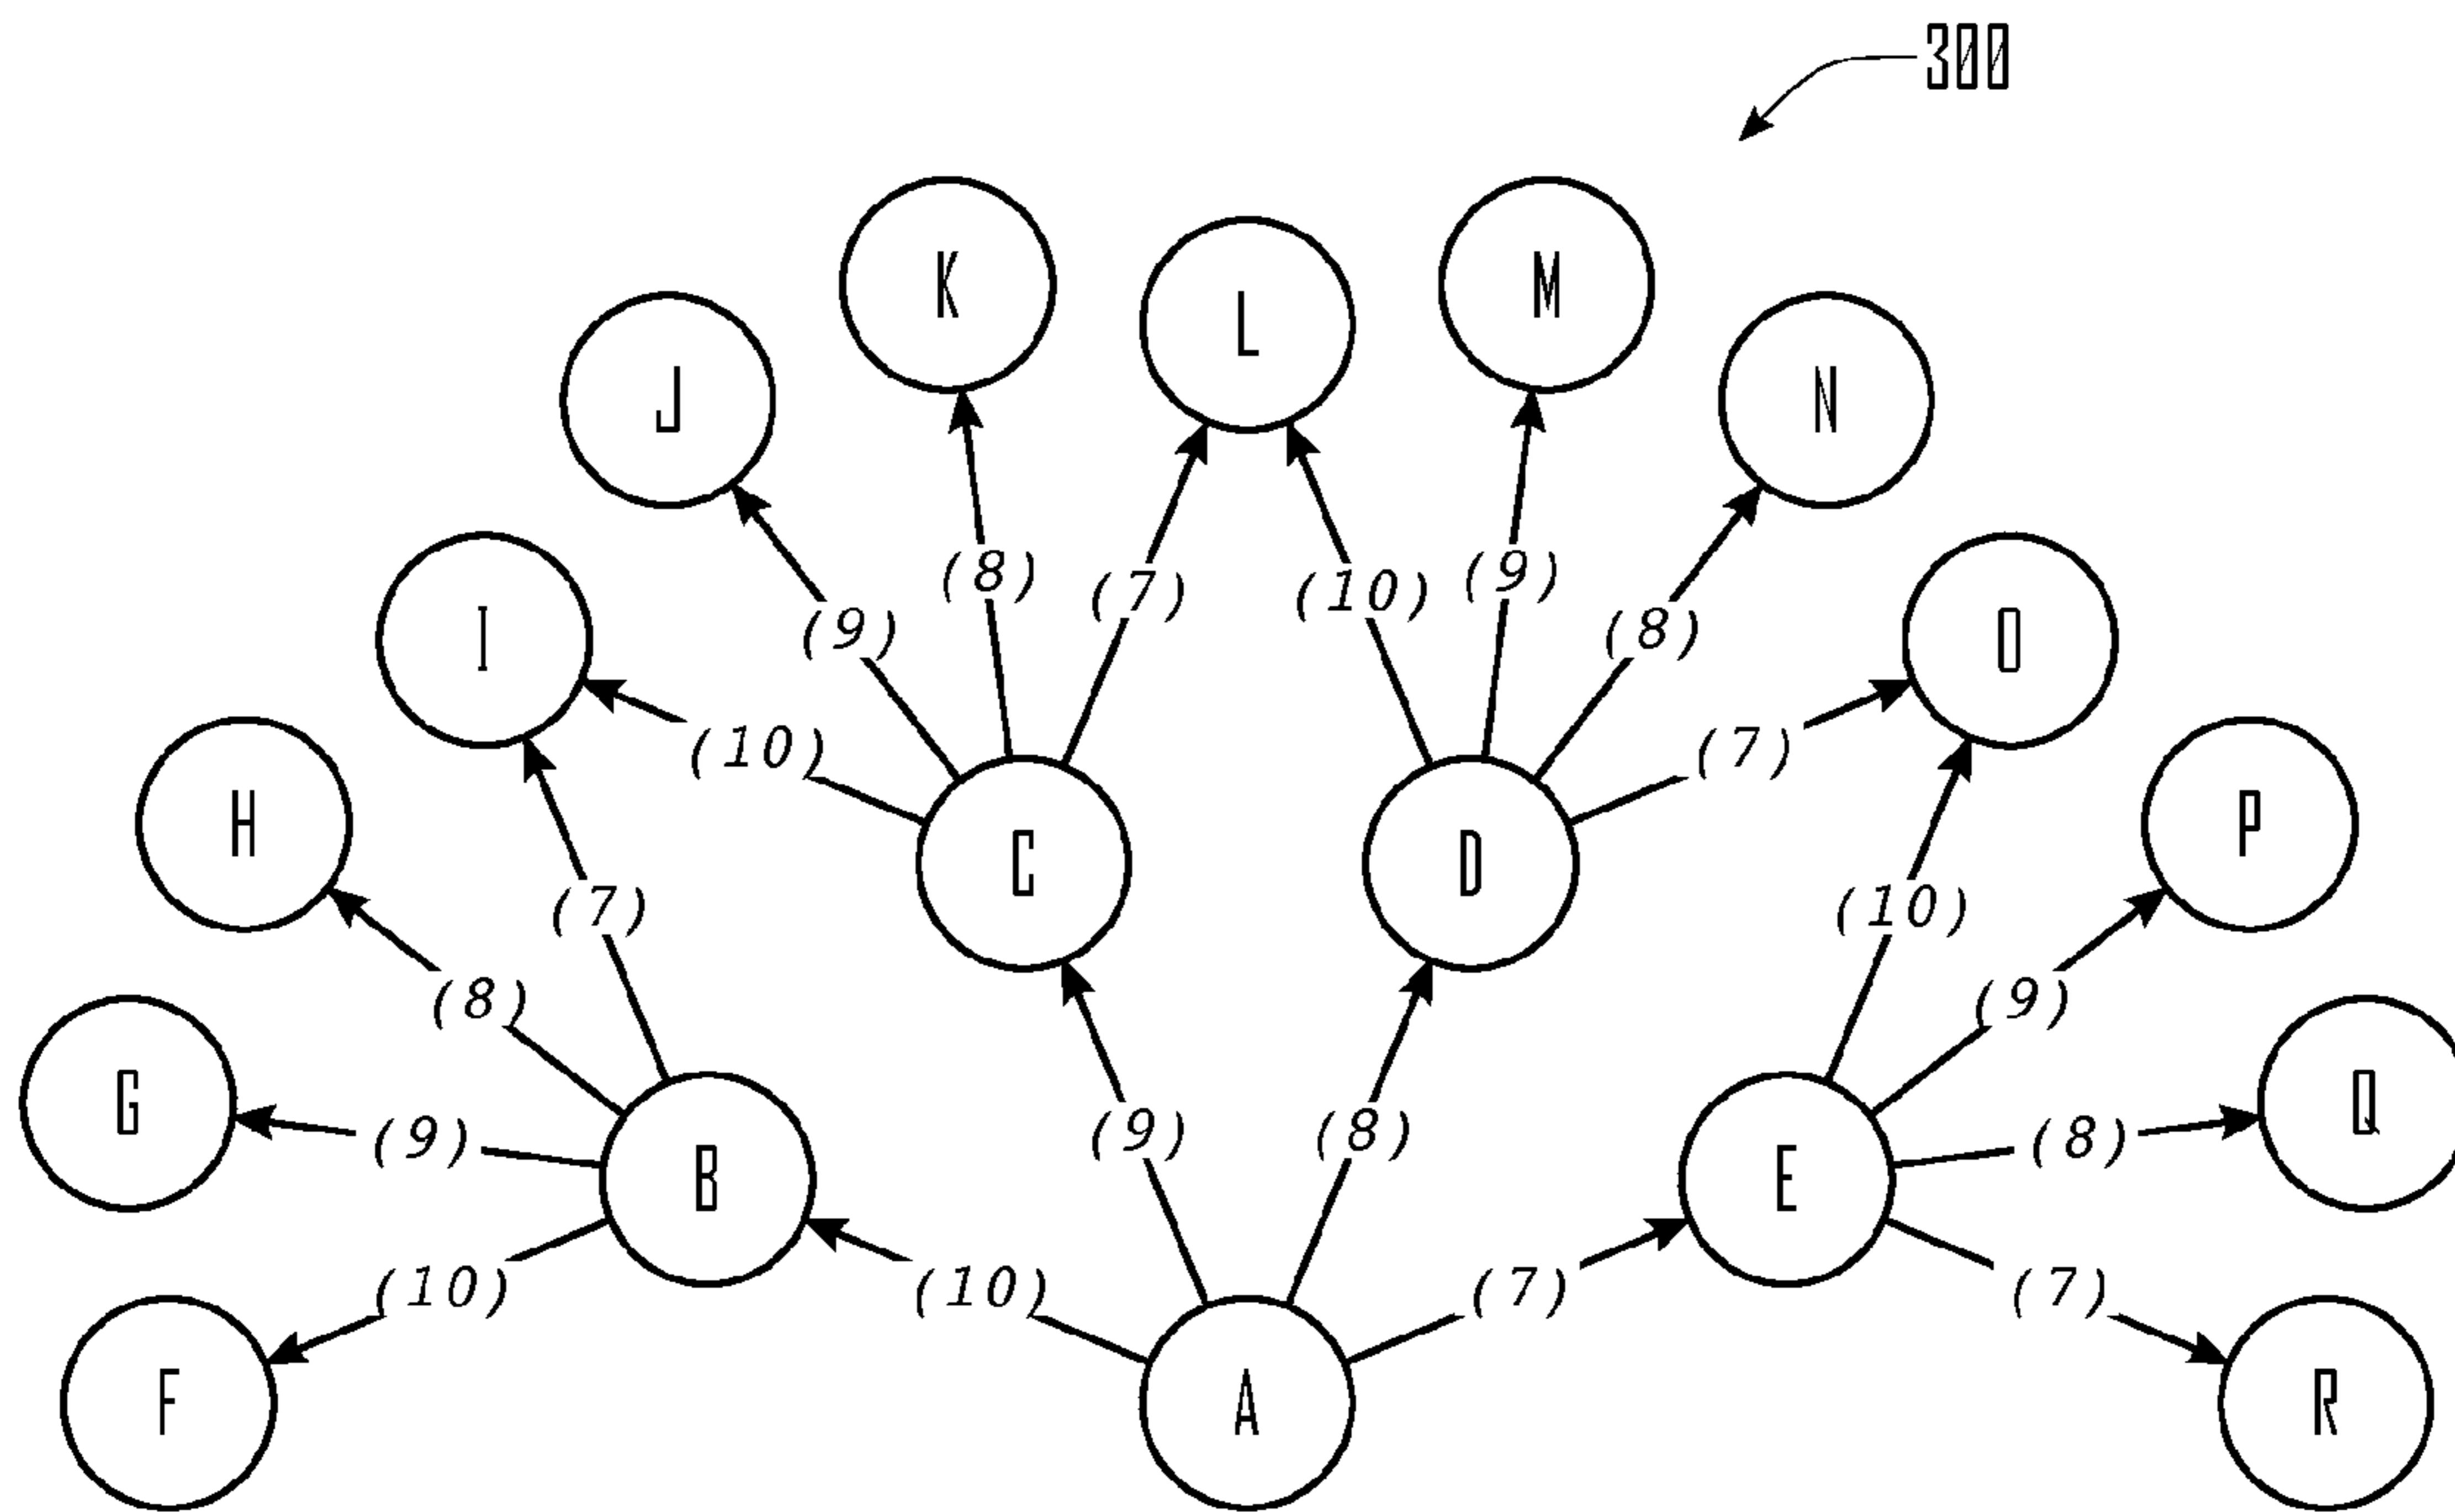 300
K
M
L
J
N
(8)
(9)
(7)
(10)
(9)
(8)
I
O
(10)
(7)
H
P
C
D
(7)
(10)
(8)
(9)
G
Q
(9)
(9)
(8)
(8)
B
E
(10)
(10)
(7)
(7)
F
A
R